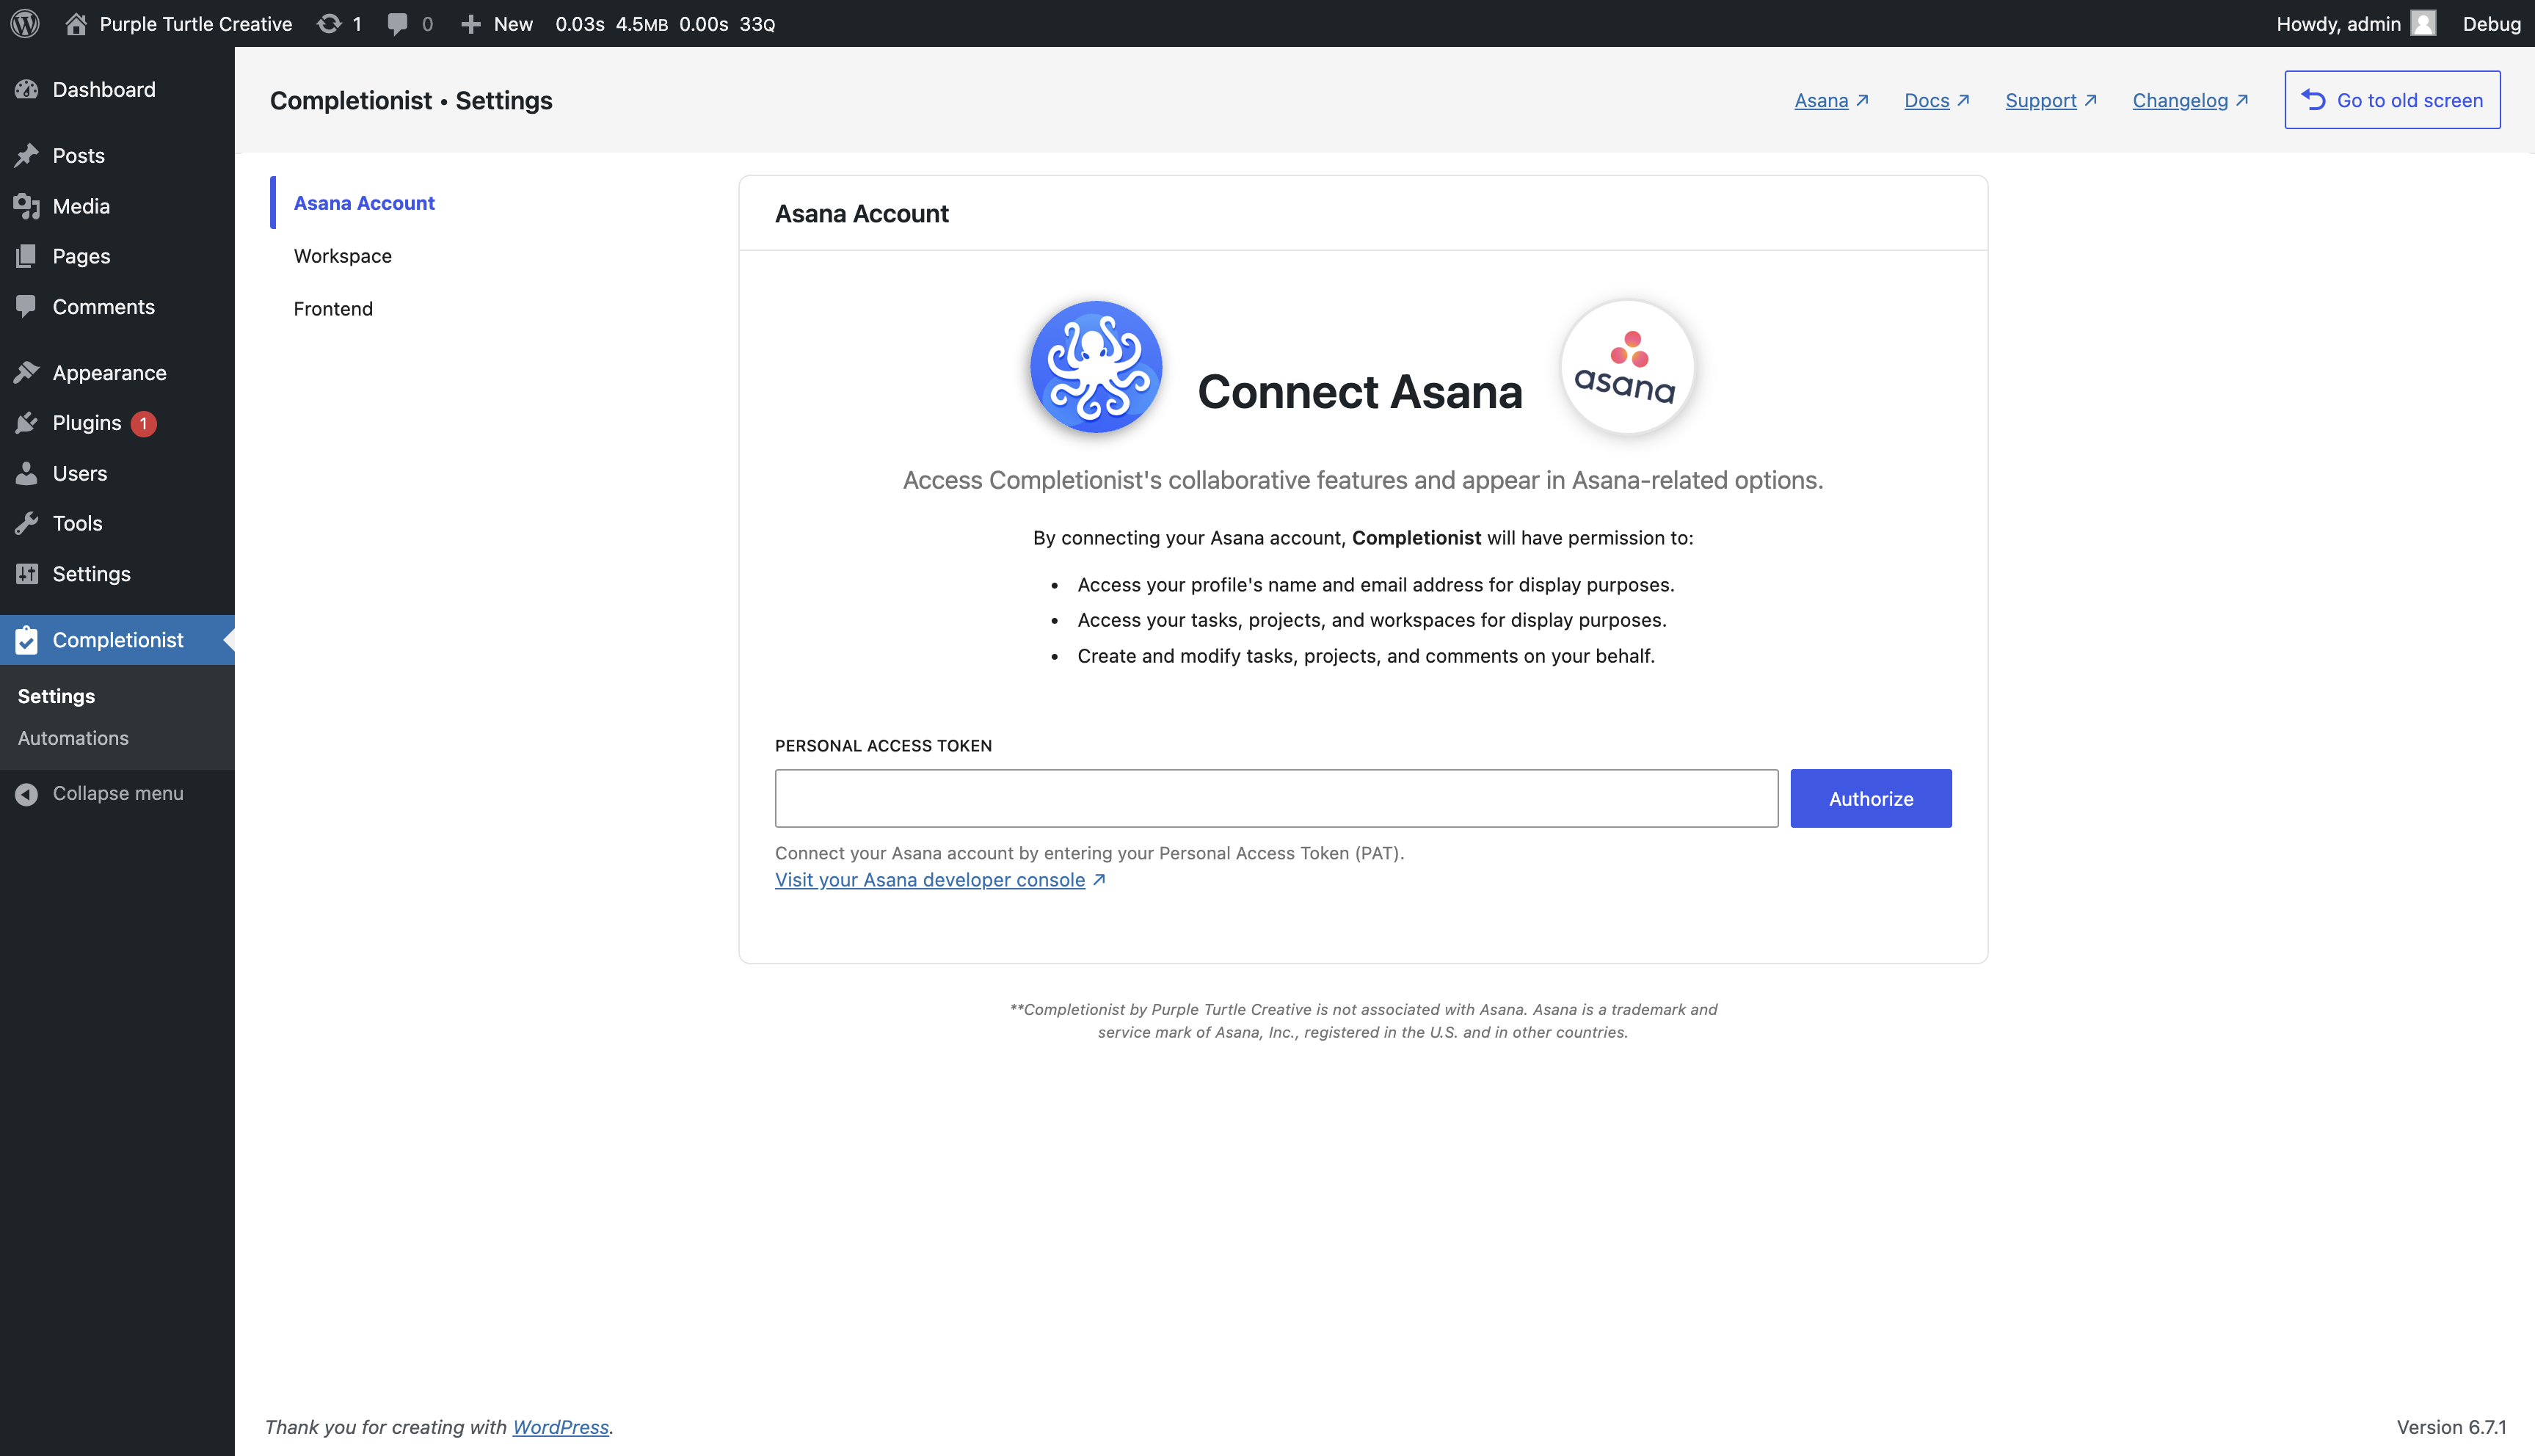 Purple Turtle Creative 1 0 New 0.03s 4.5MB 0.00s 33Q Howdy, admin Debug
Dashboard
Posts
Media
Pages
Comments
Appearance
Plugins 1
Users
Tools
Settings
Completionist
Settings
Automations
Collapse menu
Completionist • Settings
Asana ↗ Docs ↗ Support ↗ Changelog ↗ Go to old screen
Asana Account
Workspace
Frontend
Asana Account
Connect Asana
asana
Access Completionist's collaborative features and appear in Asana-related options.
By connecting your Asana account, Completionist will have permission to:
• Access your profile's name and email address for display purposes.
• Access your tasks, projects, and workspaces for display purposes.
• Create and modify tasks, projects, and comments on your behalf.
PERSONAL ACCESS TOKEN
Authorize
Connect your Asana account by entering your Personal Access Token (PAT).
Visit your Asana developer console ↗
**Completionist by Purple Turtle Creative is not associated with Asana. Asana is a trademark and
service mark of Asana, Inc., registered in the U.S. and in other countries.
Thank you for creating with WordPress.
Version 6.7.1